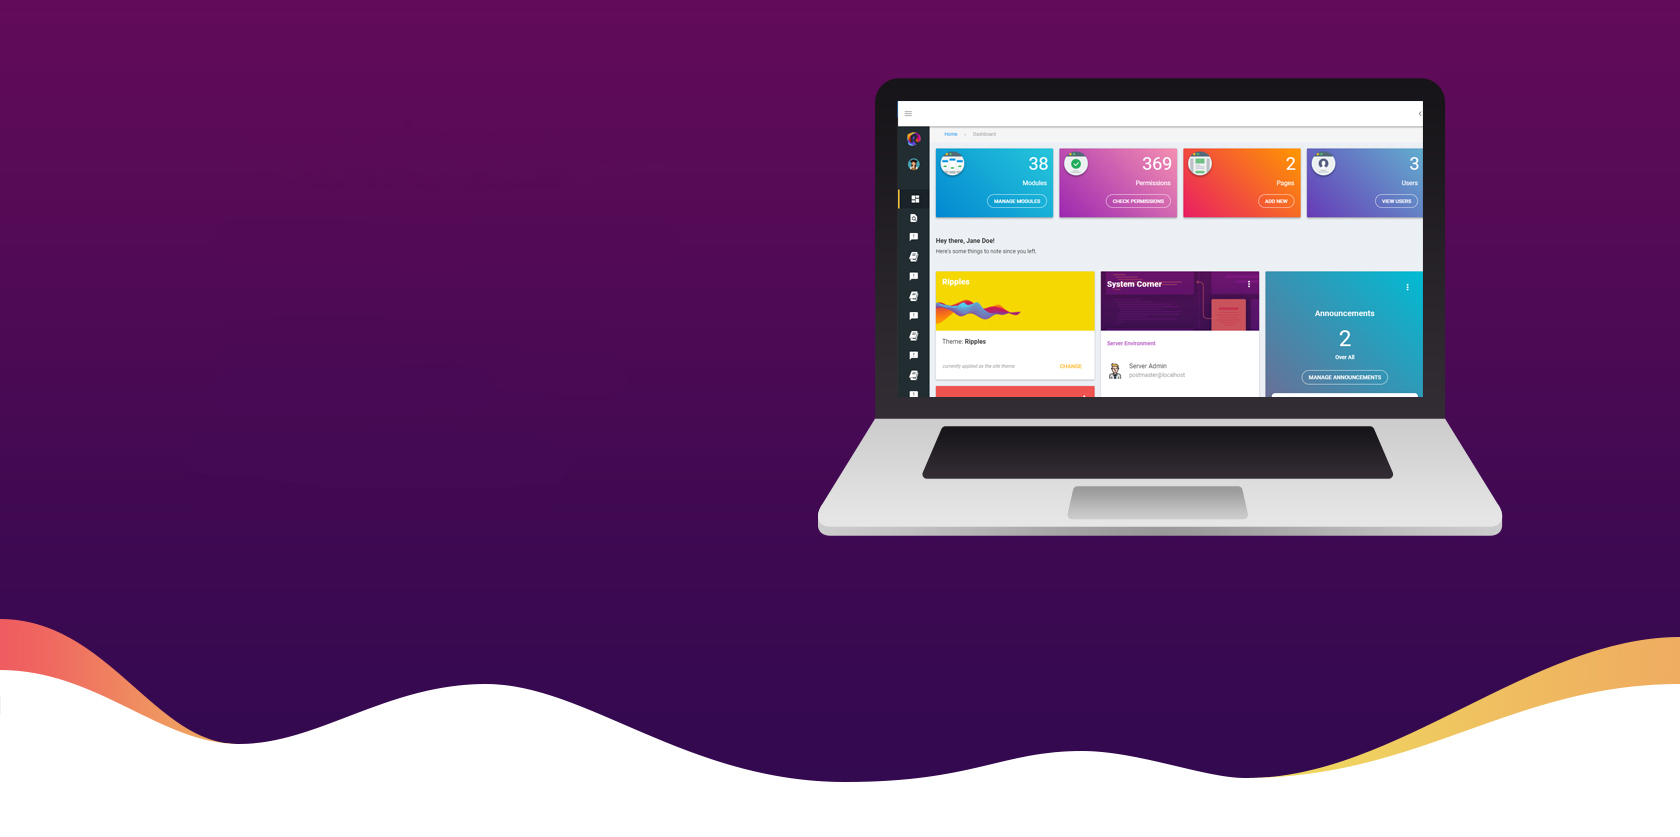 Home > Dashboard
38
Modules
MANAGE MODULES
369
Permissions
CHECK PERMISSIONS
2
Pages
ADD NEW
3
Users
VIEW USERS
Hey there, Jane Doe!
Here's some things to note since you left.
Ripples
Theme: Ripples
currently applied as the site theme
CHANGE
System Corner
Server Environment
Server Admin
postmaster@localhost
Announcements
2
Over All
MANAGE ANNOUNCEMENTS